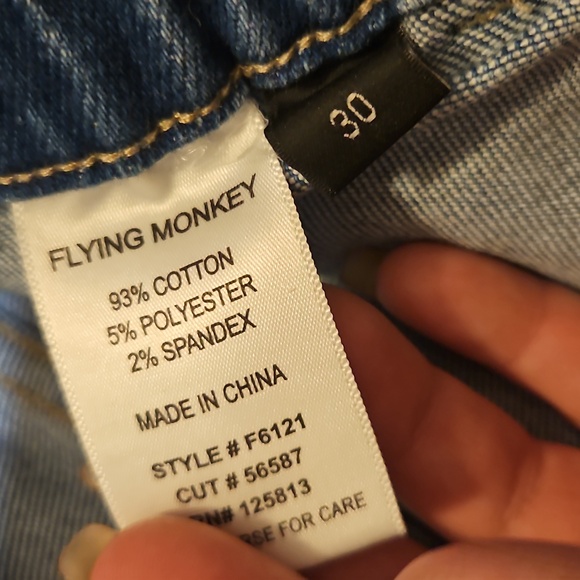 30
FLYING MONKEY
93% COTTON
5% POLYESTER
2% SPANDEX
MADE IN CHINA
STYLE # F6121
CUT # 56587
125813
FOR CARE